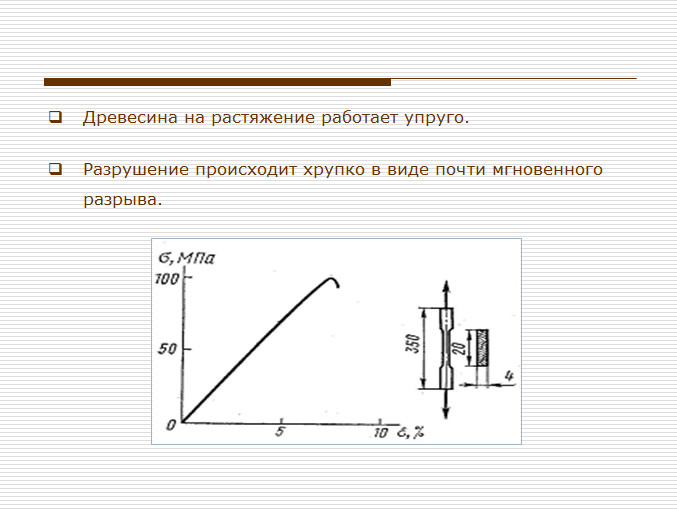 Древесина на растяжение работает упруго.
Разрушение происходит хрупко в виде почти мгновенного
разрыва.
σ, МПа
100
50
0
5
10
ε, %
350
20
4